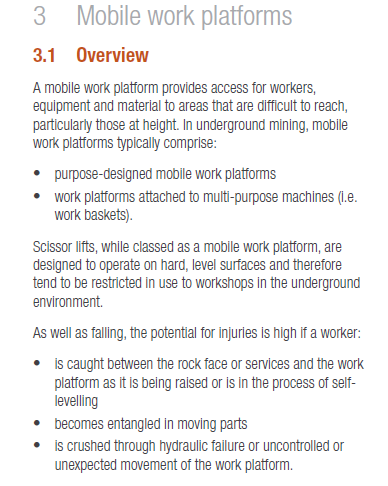 3 Mobile work platforms
3.1 Overview
A mobile work platform provides access for workers,
equipment and material to areas that are difficult to reach,
particularly those at height. In underground mining, mobile
work platforms typically comprise:
• purpose-designed mobile work platforms
• work platforms attached to multi-purpose machines (i.e.
work baskets).
Scissor lifts, while classed as a mobile work platform, are
designed to operate on hard, level surfaces and therefore
tend to be restricted in use to workshops in the underground
environment.
As well as falling, the potential for injuries is high if a worker:
• is caught between the rock face or services and the work
platform as it is being raised or is in the process of self-
levelling
• becomes entangled in moving parts
• is crushed through hydraulic failure or uncontrolled or
unexpected movement of the work platform.